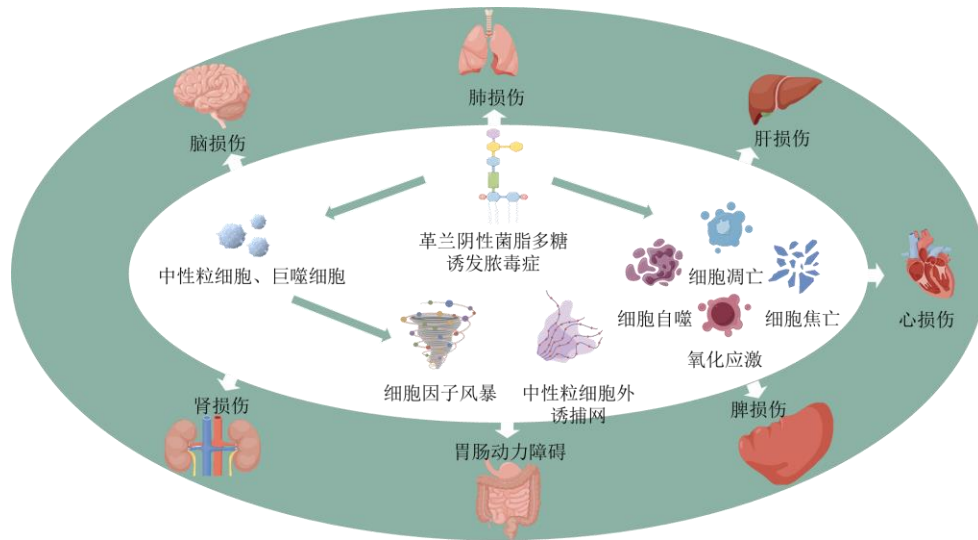 肺损伤
脑损伤
肝损伤
革兰阴性菌脂多糖
诱发脓毒症
中性粒细胞、巨噬细胞
细胞凋亡
细胞自噬
细胞焦亡
心损伤
氧化应激
细胞因子风暴
中性粒细胞外
诱捕网
肾损伤
脾损伤
胃肠动力障碍